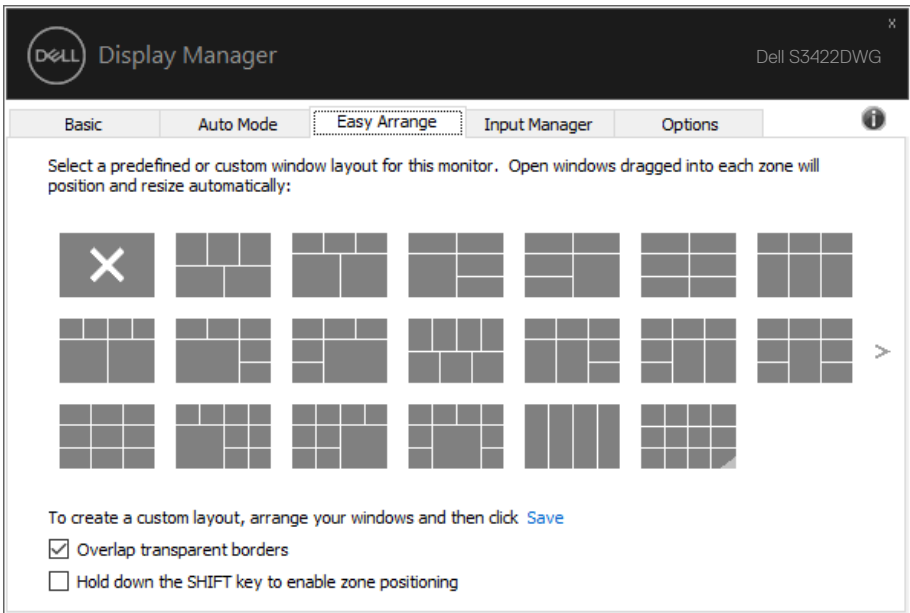 x
DELL
Display Manager
Dell S3422DWG
Basic
Auto Mode
Easy Arrange
Input Manager
Options
i
Select a predefined or custom window layout for this monitor. Open windows dragged into each zone will
position and resize automatically:
>
To create a custom layout, arrange your windows and then click Save
Overlap transparent borders
Hold down the SHIFT key to enable zone positioning